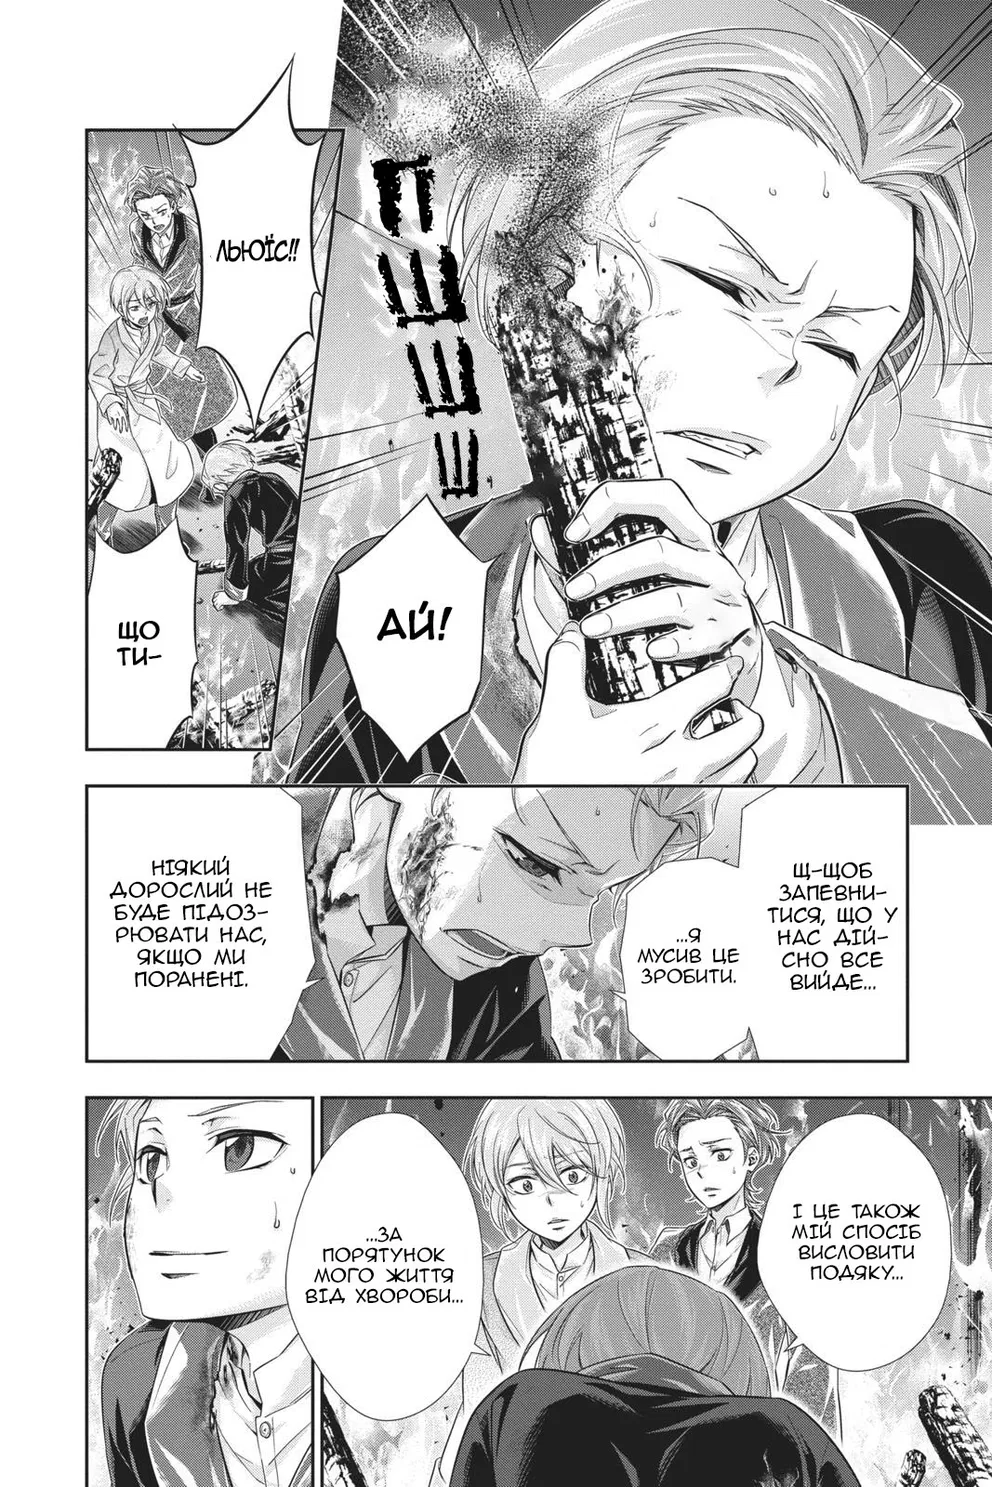 ПШШШ
АЙ!
ЛЬЮЇС!!
ЩО
ТИ-
Щ-ЩОБ
ЗАПЕВНИ-
ТИСЯ, ЩО У
НАС ДІЙ-
СНО ВСЕ
ВИЙДЕ...
...Я
МУСИВ ЦЕ
ЗРОБИТИ.
НІЯКИЙ
ДОРОСЛИЙ НЕ
БУДЕ ПІДОЗ-
РЮВАТИ НАС,
ЯКЩО МИ
ПОРАНЕНІ.
І ЦЕ ТАКОЖ
МІЙ СПОСІБ
ВИСЛОВИТИ
ПОДЯКУ...
...ЗА
ПОРЯТУНОК
МОГО ЖИТТЯ
ВІД ХВОРОБИ...